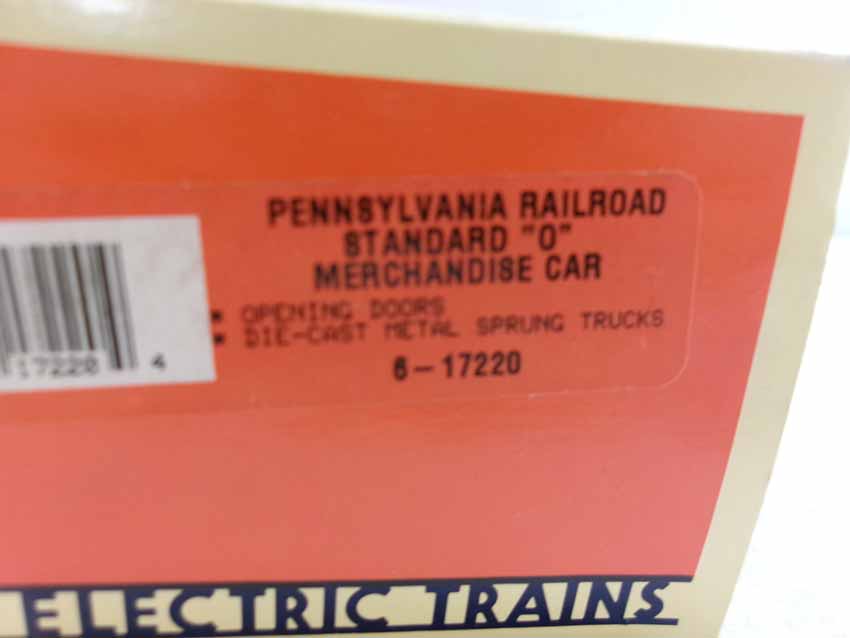 PENNSYLVANIA RAILROAD
STANDARD "O"
MERCHANDISE CAR
▪ OPENING DOORS
▪ DIE-CAST METAL SPRUNG TRUCKS
6-17220
17220 4
ELECTRIC TRAINS